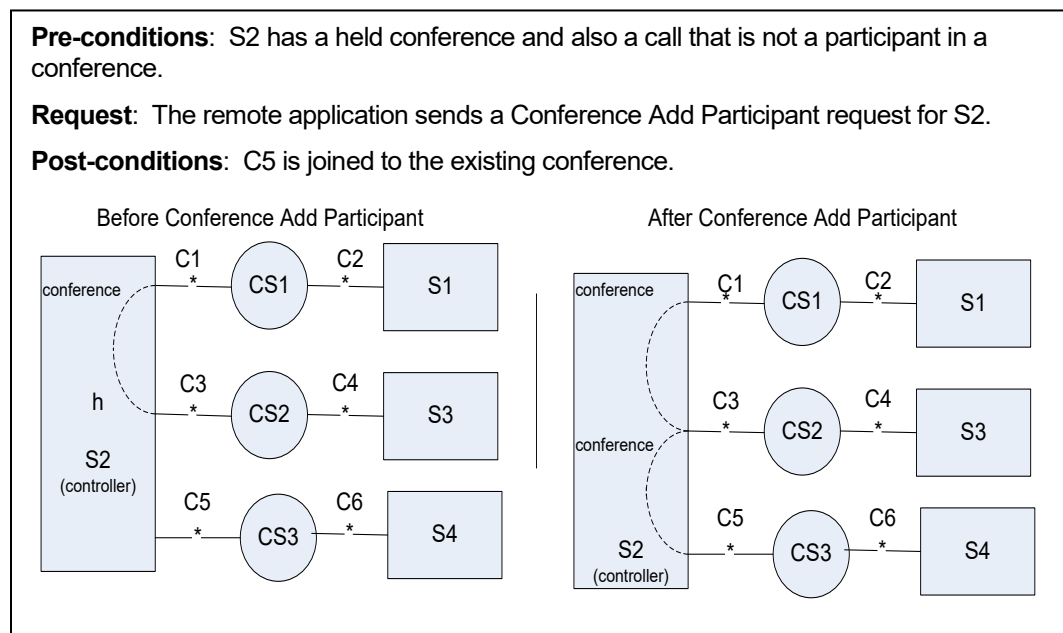 Pre-conditions: S2 has a held conference and also a call that is not a participant in a
conference.
Request: The remote application sends a Conference Add Participant request for S2.
Post-conditions: C5 is joined to the existing conference.
Before Conference Add Participant
C1
C2
conference
*
CS1
*
S1
C3
C4
h
*
CS2
*
S3
S2
(controller)
C5
C6
*
CS3
*
S4
After Conference Add Participant
conference
C1
C2
*
CS1
*
S1
C3
C4
*
CS2
*
S3
conference
C5
C6
S2
(controller)
*
CS3
*
S4